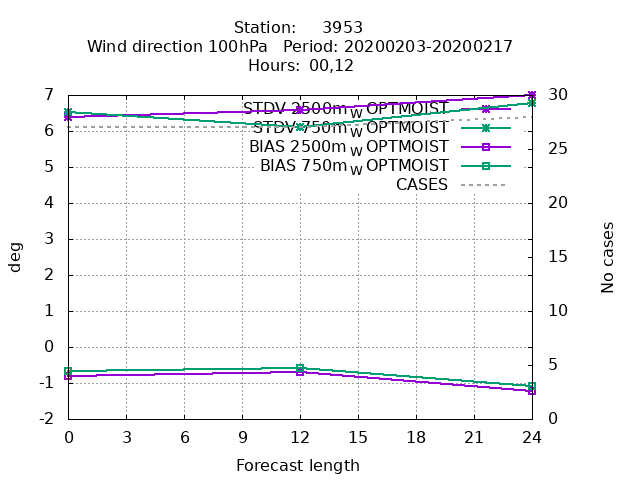 Station: 3953
Wind direction 100hPa Period: 20200203-20200217
Hours: 00,12
STDV 2500m_W OPTMOIST
STDV 750m_W OPTMOIST
BIAS 2500m_W OPTMOIST
BIAS 750m_W OPTMOIST
CASES
7
6
5
4
3
2
1
0
-1
-2
deg
30
25
20
15
10
5
0
No cases
0 3 6 9 12 15 18 21 24
Forecast length